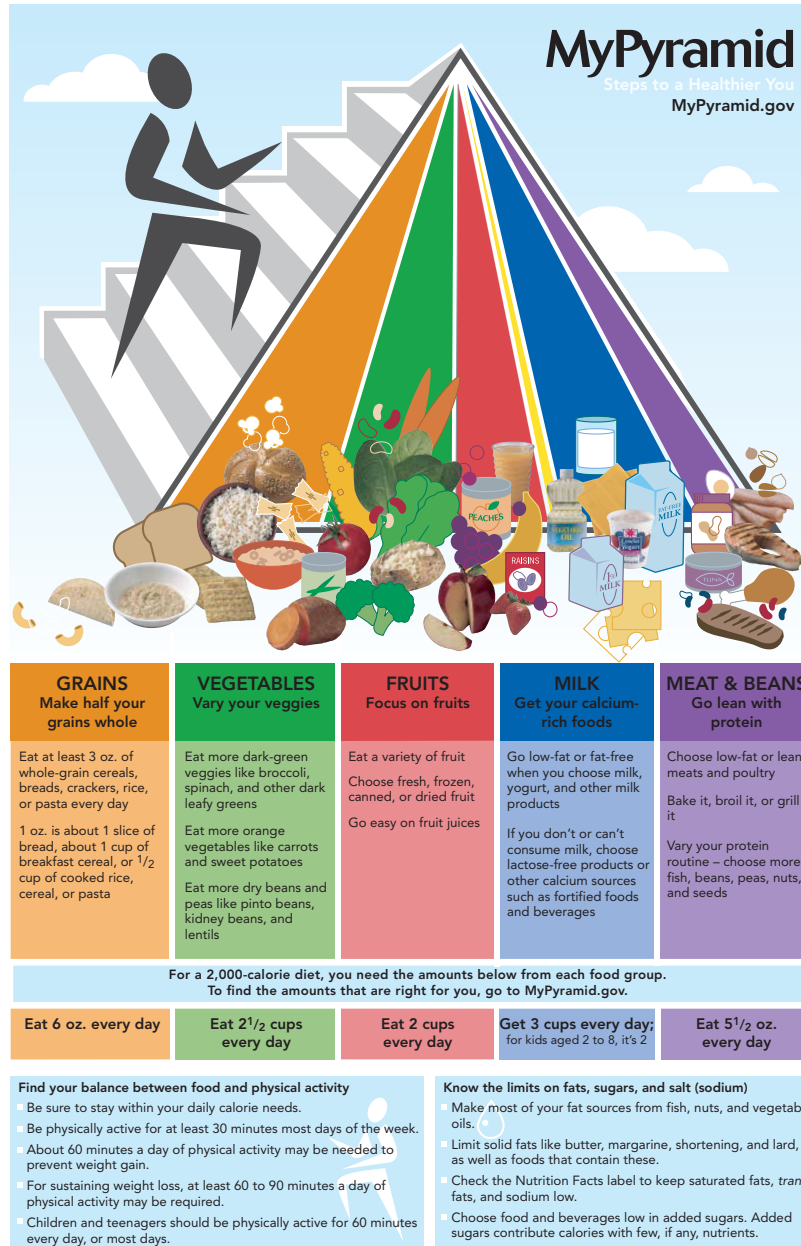 MyPyramid
Steps to a Healthier You
MyPyramid.gov
PEACHES
VEGETABLE
OIL
RAISINS
FAT-FREE
MILK
Lowfat
Yogurt
MILK
TUNA
GRAINS
Make half your
grains whole
Eat at least 3 oz. of
whole-grain cereals,
breads, crackers, rice,
or pasta every day
1 oz. is about 1 slice of
bread, about 1 cup of
breakfast cereal, or 1/2
cup of cooked rice,
cereal, or pasta
VEGETABLES
Vary your veggies
Eat more dark-green
veggies like broccoli,
spinach, and other dark
leafy greens
Eat more orange
vegetables like carrots
and sweet potatoes
Eat more dry beans and
peas like pinto beans,
kidney beans, and
lentils
FRUITS
Focus on fruits
Eat a variety of fruit
Choose fresh, frozen,
canned, or dried fruit
Go easy on fruit juices
MILK
Get your calcium-
rich foods
Go low-fat or fat-free
when you choose milk,
yogurt, and other milk
products
If you don’t or can’t
consume milk, choose
lactose-free products or
other calcium sources
such as fortified foods
and beverages
MEAT & BEANS
Go lean with
protein
Choose low-fat or lean
meats and poultry
Bake it, broil it, or grill
it
Vary your protein
routine – choose more
fish, beans, peas, nuts,
and seeds
For a 2,000-calorie diet, you need the amounts below from each food group.
To find the amounts that are right for you, go to MyPyramid.gov.
Eat 6 oz. every day
Eat 2 1/2 cups
every day
Eat 2 cups
every day
Get 3 cups every day;
for kids aged 2 to 8, it’s 2
Eat 5 1/2 oz.
every day
Find your balance between food and physical activity
Be sure to stay within your daily calorie needs.
Be physically active for at least 30 minutes most days of the week.
About 60 minutes a day of physical activity may be needed to
prevent weight gain.
For sustaining weight loss, at least 60 to 90 minutes a day of
physical activity may be required.
Children and teenagers should be physically active for 60 minutes
every day, or most days.
Know the limits on fats, sugars, and salt (sodium)
Make most of your fat sources from fish, nuts, and vegetab
oils.
Limit solid fats like butter, margarine, shortening, and lard,
as well as foods that contain these.
Check the Nutrition Facts label to keep saturated fats, tran
fats, and sodium low.
Choose food and beverages low in added sugars. Added
sugars contribute calories with few, if any, nutrients.